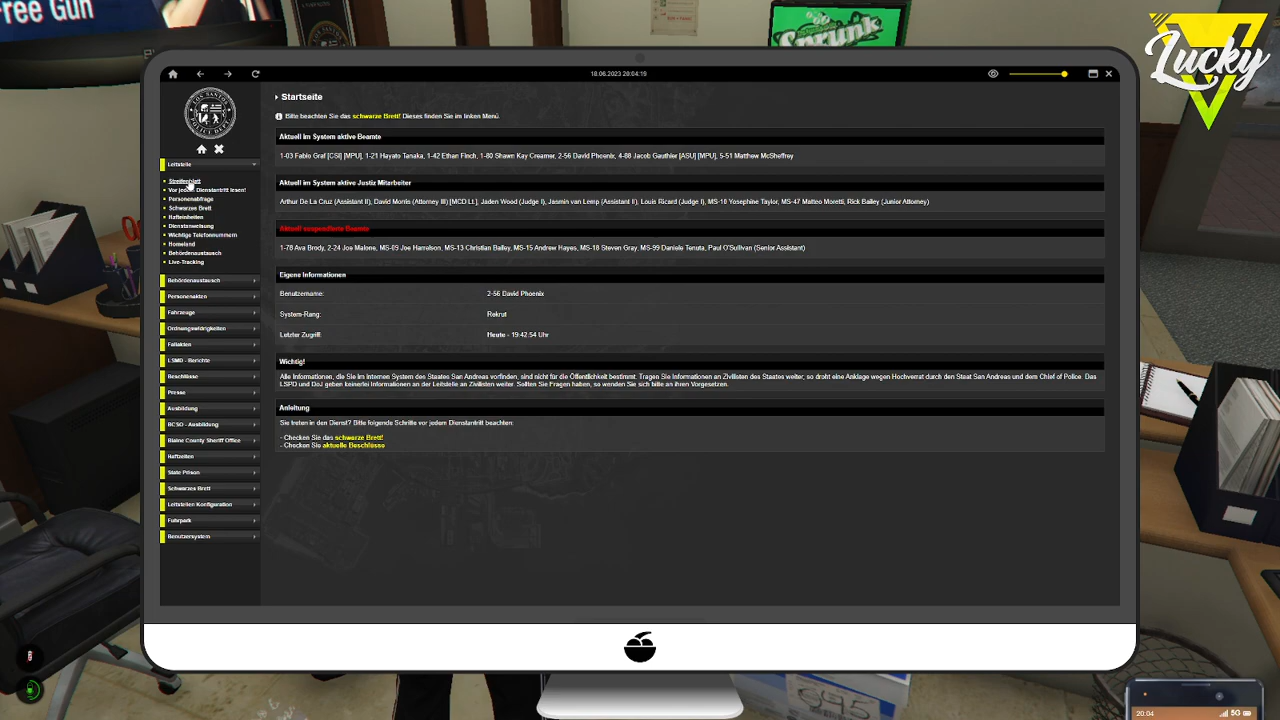 Free Gun
Sprunk
Lucky
18.06.2023 20:04:19
LOS SANTOS
POLICE DEPT
Startseite
Bitte beachten Sie das schwarze Brett! Dieses finden Sie im linken Menü.
Aktuell im System aktive Beamte
1-03 Fabio Graf [CSI] [MPU], 1-21 Hayato Tanaka, 1-42 Ethan Finch, 1-80 Shawn Kay Creamer, 2-56 David Phoenix, 4-88 Jacob Gauthier [ASU] [MPU], 5-51 Matthew McSheffrey
Aktuell im System aktive Justiz Mitarbeiter
Arthur De La Cruz (Assistant II), David Morris (Attorney III) [MCD Lt.], Jaden Wood (Judge I), Jasmin van Lemp (Assistant II), Louis Ricard (Judge I), MS-10 Yosephine Taylor, MS-47 Matteo Moretti, Rick Bailey (Junior Attorney)
Aktuell suspendierte Beamte
1-78 Ava Brody, 2-24 Joe Malone, MS-09 Joe Harrelson, MS-13 Christian Bailey, MS-15 Andrew Hayes, MS-18 Steven Gray, MS-99 Daniele Tenuta, Paul O'Sullivan (Senior Assistant)
Eigene Informationen
Benutzername: 2-56 David Phoenix
System-Rang: Rekrut
Letzter Zugriff: Heute - 19:42:54 Uhr
Wichtig!
Alle Informationen, die Sie im internen System des Staates San Andreas vorfinden, sind nicht für die Öffentlichkeit bestimmt. Tragen Sie Informationen an Zivilisten des Staates weiter, so droht eine Anklage wegen Hochverrat durch den Staat San Andreas und dem Chief of Police. Das
LSPD und DoJ geben keinerlei Informationen an der Leitstelle an Zivilisten weiter. Sollten Sie Fragen haben, so wenden Sie sich bitte an ihren Vorgesetzten.
Anleitung
Sie treten in den Dienst? Bitte folgende Schritte vor jedem Dienstantritt beachten:
- Checken Sie das schwarze Brett!
- Checken Sie aktuelle Beschlüsse
Leitstelle
Streifenblatt
Vor jedem Dienstantritt lesen!
Personenabfrage
Schwarzes Brett
Hafteinheiten
Dienstanweisung
Wichtige Telefonnummern
Homeland
Behördenaustausch
Live-Tracking
Behördenaustausch
Personenakten
Fahrzeuge
Ordnungswidrigkeiten
Fallakten
LSMD - Berichte
Beschlüsse
Presse
Ausbildung
BCSO - Ausbildung
Blaine County Sheriff Office
Haftzeiten
State Prison
Schwarzes Brett
Leitstellen Konfiguration
Fuhrpark
Benutzersystem
20:04
5G